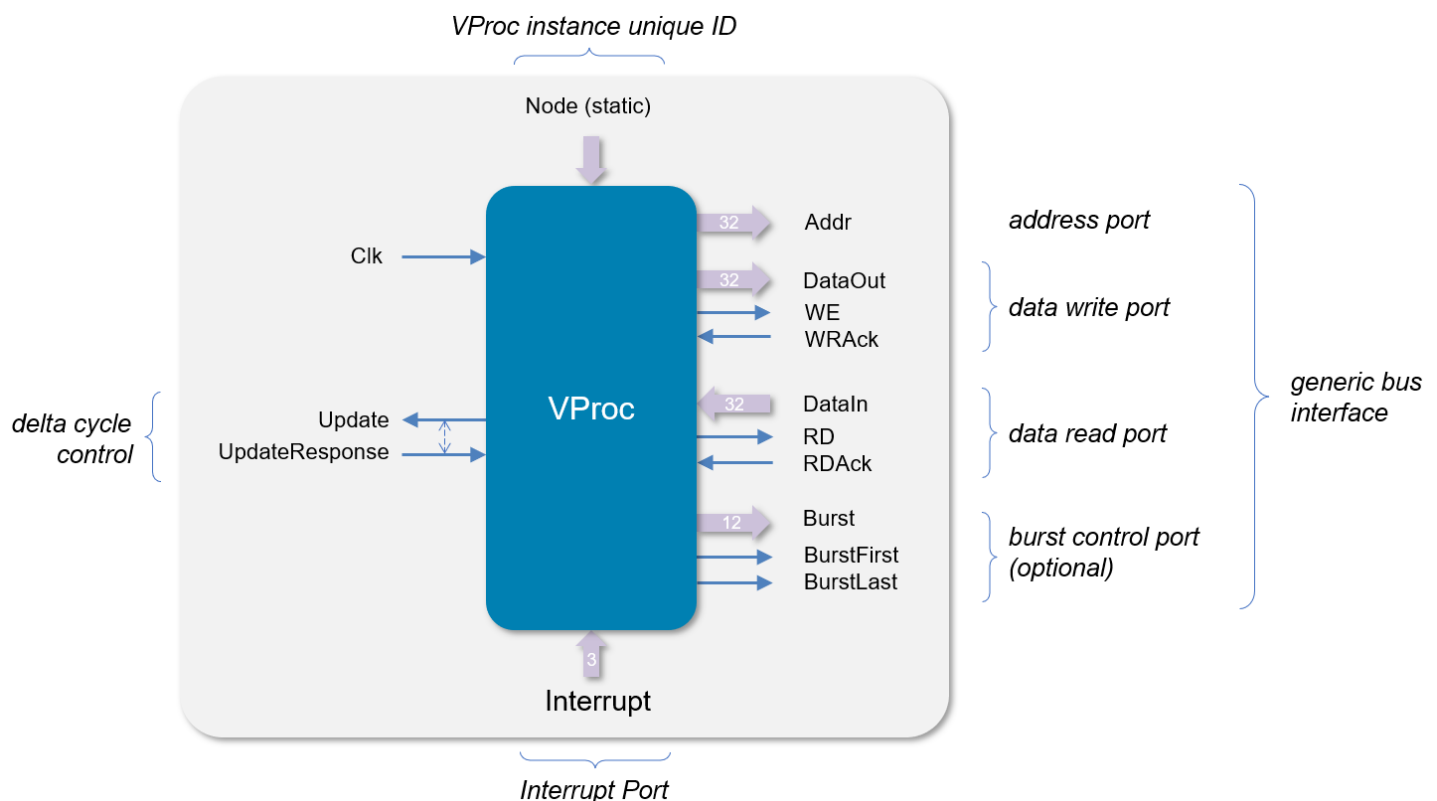 VProc instance unique ID
Node (static)
32
Addr
address port
Clk
32
DataOut
WE
data write port
WRAck
VProc
generic bus
interface
delta cycle
control
Update
UpdateResponse
32
DataIn
RD
data read port
RDAck
12
Burst
BurstFirst
BurstLast
burst control port
(optional)
3
Interrupt
Interrupt Port